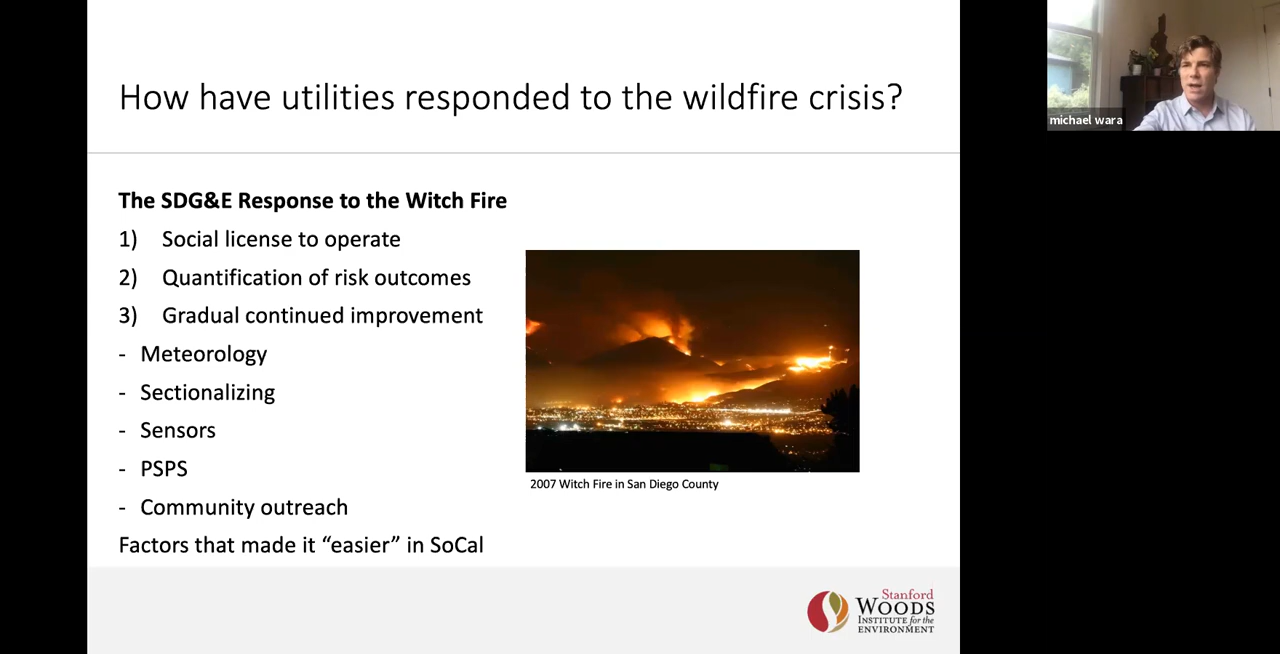 How have utilities responded to the wildfire crisis?
The SDG&E Response to the Witch Fire
1) Social license to operate
2) Quantification of risk outcomes
3) Gradual continued improvement
- Meteorology
- Sectionalizing
- Sensors
- PSPS
- Community outreach
Factors that made it “easier” in SoCal
2007 Witch Fire in San Diego County
Stanford
WOODS
INSTITUTE for the
ENVIRONMENT
michael wara